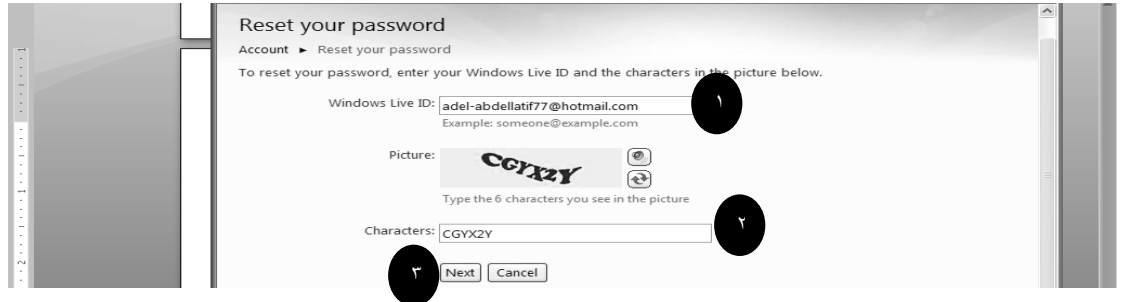 Reset your password
Account ► Reset your password
To reset your password, enter your Windows Live ID and the characters in the picture below.
Windows Live ID: adel-abdellatif77@hotmail.com ١
Example: someone@example.com
Picture: CGYX2Y
Type the 6 characters you see in the picture
Characters: CGYX2Y ٢
٣ Next Cancel